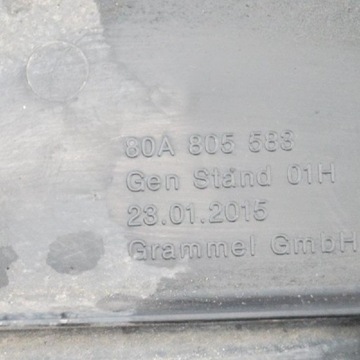 80A 805 583
Gen Stand 01H
23.01.2015
Grammel GmbH